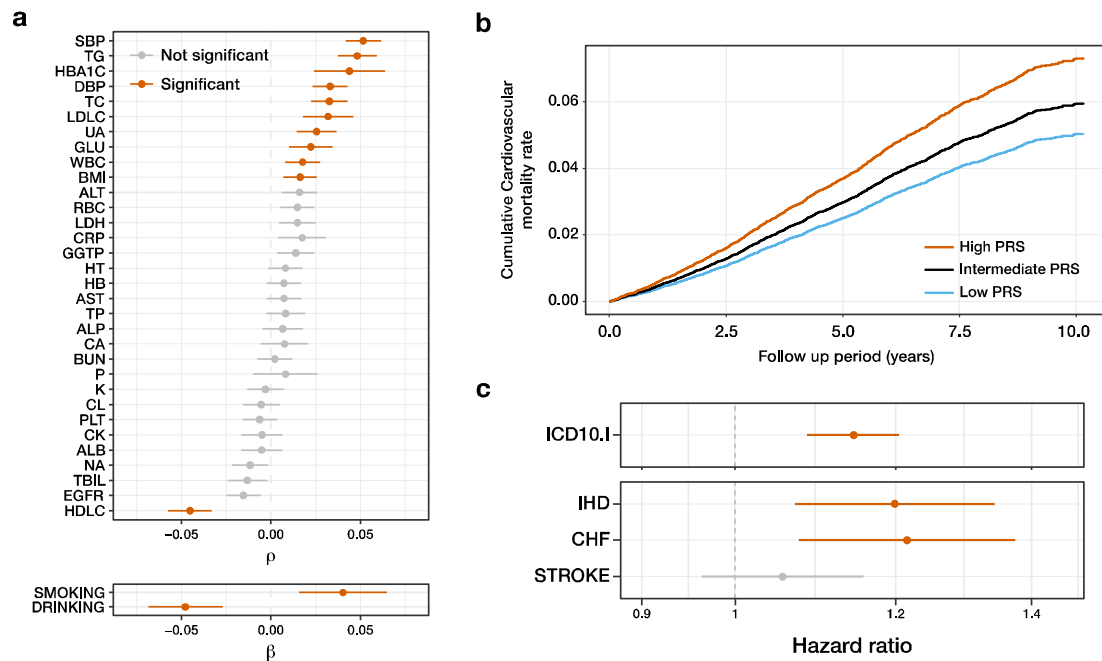 a
SBP
TG
HBA1C
DBP
TC
LDLC
UA
GLU
WBC
BMI
ALT
RBC
LDH
CRP
GGTP
HT
HB
AST
TP
ALP
CA
BUN
P
K
CL
PLT
CK
ALB
NA
TBIL
EGFR
HDLC
Not significant
Significant
−0.05 0.00 0.05
ρ
SMOKING
DRINKING
−0.05 0.00 0.05
β
b
Cumulative Cardiovascular
mortality rate
0.06
0.04
0.02
0.00
High PRS
Intermediate PRS
Low PRS
0.0 2.5 5.0 7.5 10.0
Follow up period (years)
c
ICD10.I
IHD
CHF
STROKE
0.9 1 1.2 1.4
Hazard ratio